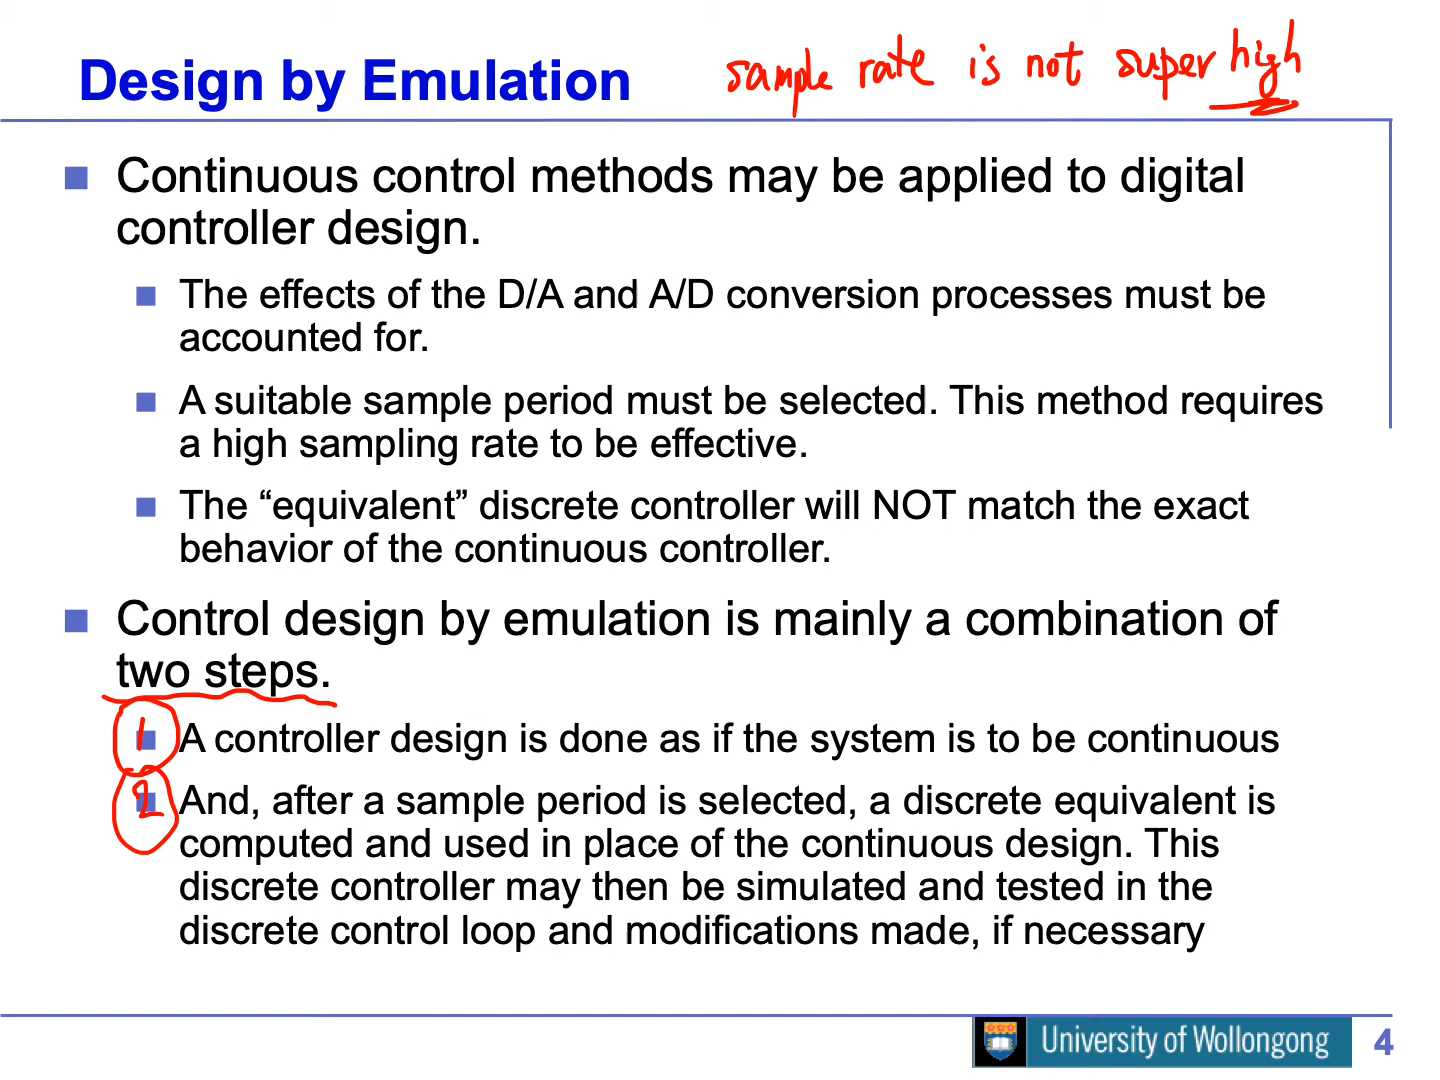 Design by Emulation
sample rate is not super high
Continuous control methods may be applied to digital
controller design.
The effects of the D/A and A/D conversion processes must be
accounted for.
A suitable sample period must be selected. This method requires
a high sampling rate to be effective.
The “equivalent” discrete controller will NOT match the exact
behavior of the continuous controller.
Control design by emulation is mainly a combination of
two steps.
1 A controller design is done as if the system is to be continuous
2 And, after a sample period is selected, a discrete equivalent is
computed and used in place of the continuous design. This
discrete controller may then be simulated and tested in the
discrete control loop and modifications made, if necessary
University of Wollongong
4